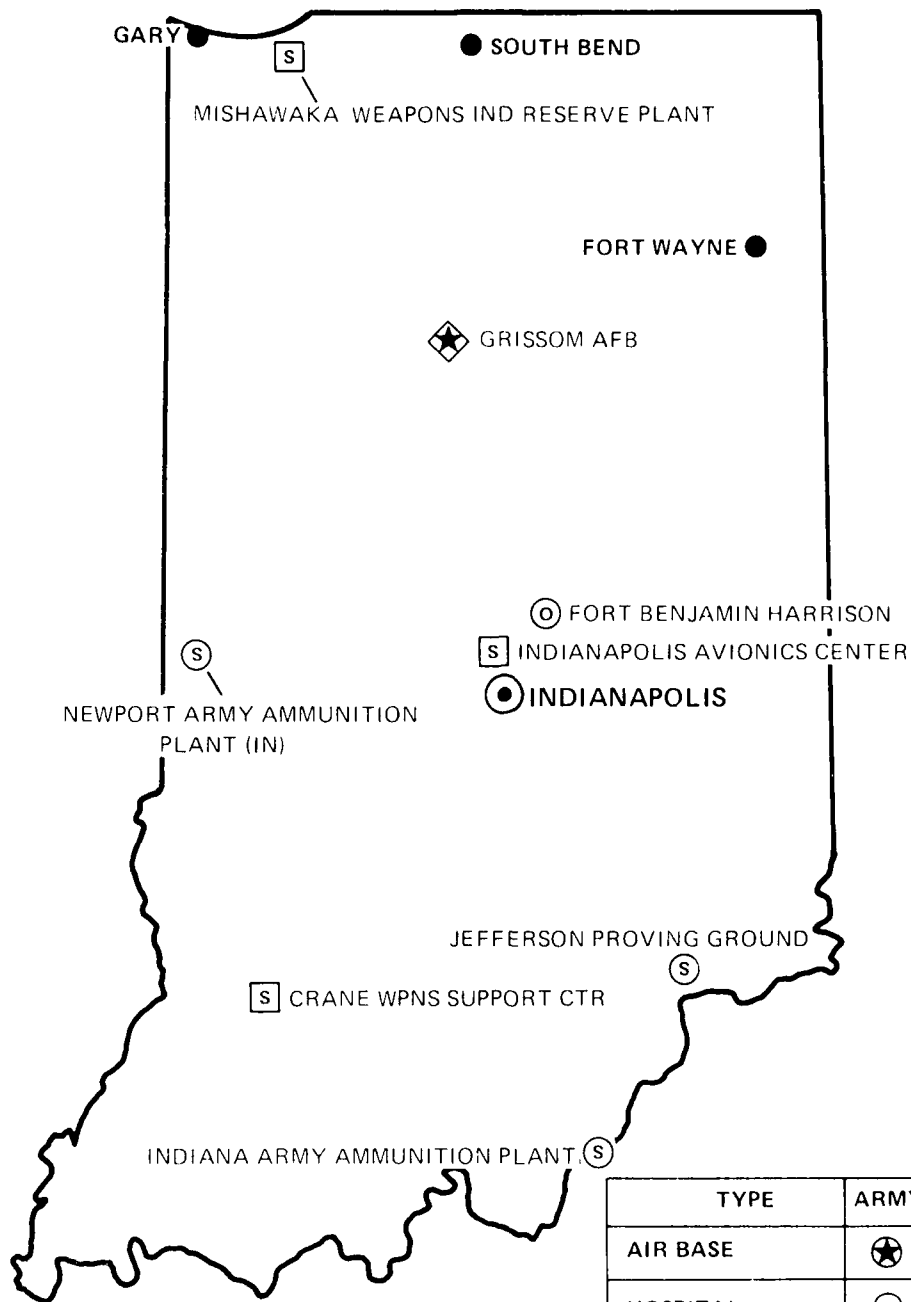 GARY
S
SOUTH BEND
MISHAWAKA WEAPONS IND RESERVE PLANT
FORT WAYNE
GRISSOM AFB
O FORT BENJAMIN HARRISON
S INDIANAPOLIS AVIONICS CENTER
S
INDIANAPOLIS
NEWPORT ARMY AMMUNITION
PLANT (IN)
JEFFERSON PROVING GROUND
S
S CRANE WPNS SUPPORT CTR
INDIANA ARMY AMMUNITION PLANT S
TYPE ARMY
AIR BASE